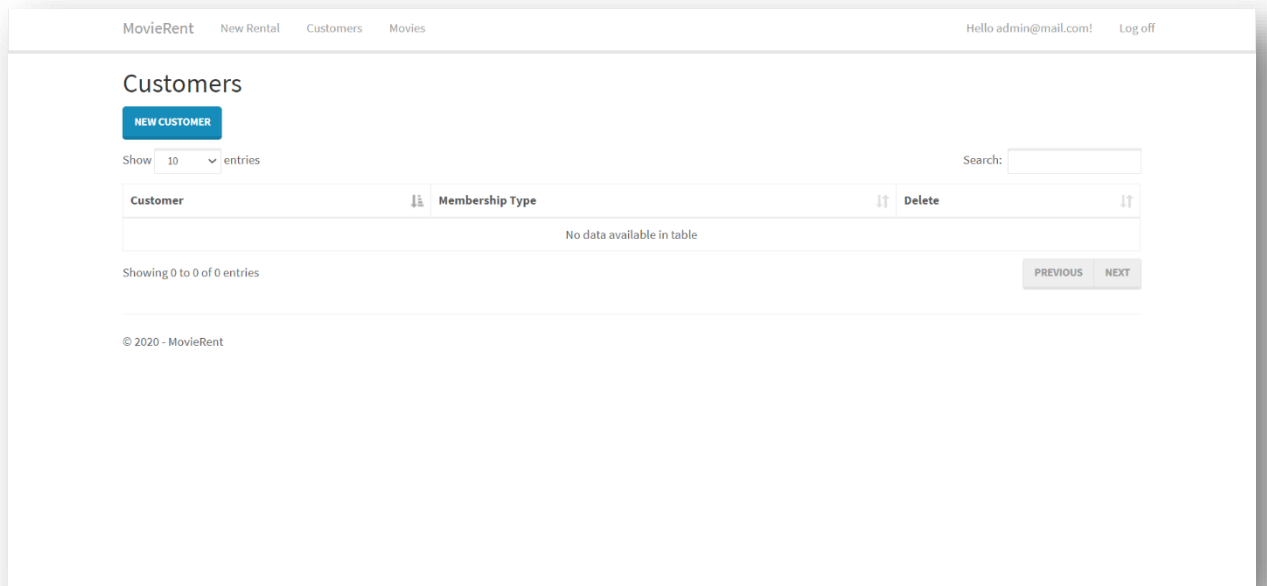 MovieRent New Rental Customers Movies Hello admin@mail.com! Log off
Customers
NEW CUSTOMER
Show 10 entries Search:
Customer Membership Type Delete
No data available in table
Showing 0 to 0 of 0 entries PREVIOUS NEXT
© 2020 - MovieRent